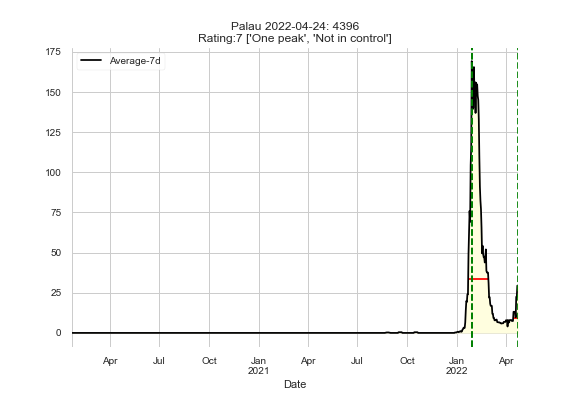 Palau 2022-04-24: 4396
Rating:7 ['One peak', 'Not in control']
175
Average-7d
150
125
100
75
50
25
0
Apr Jul Oct Jan Apr Jul Oct Jan Apr
2021 2022
Date